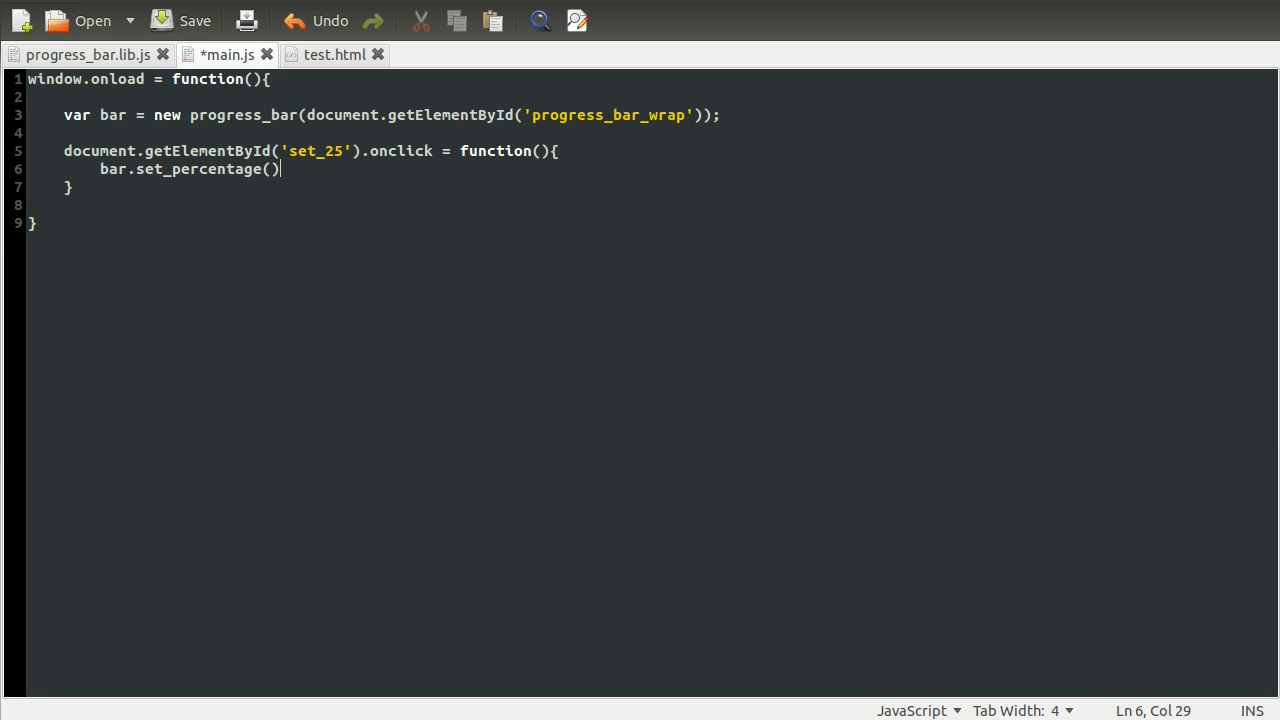 Open Save Undo
progress_bar.lib.js *main.js test.html
1 window.onload = function(){
2
3     var bar = new progress_bar(document.getElementById('progress_bar_wrap'));
4
5     document.getElementById('set_25').onclick = function(){
6         bar.set_percentage()
7     }
8
9 }
JavaScript Tab Width: 4 Ln 6, Col 29 INS